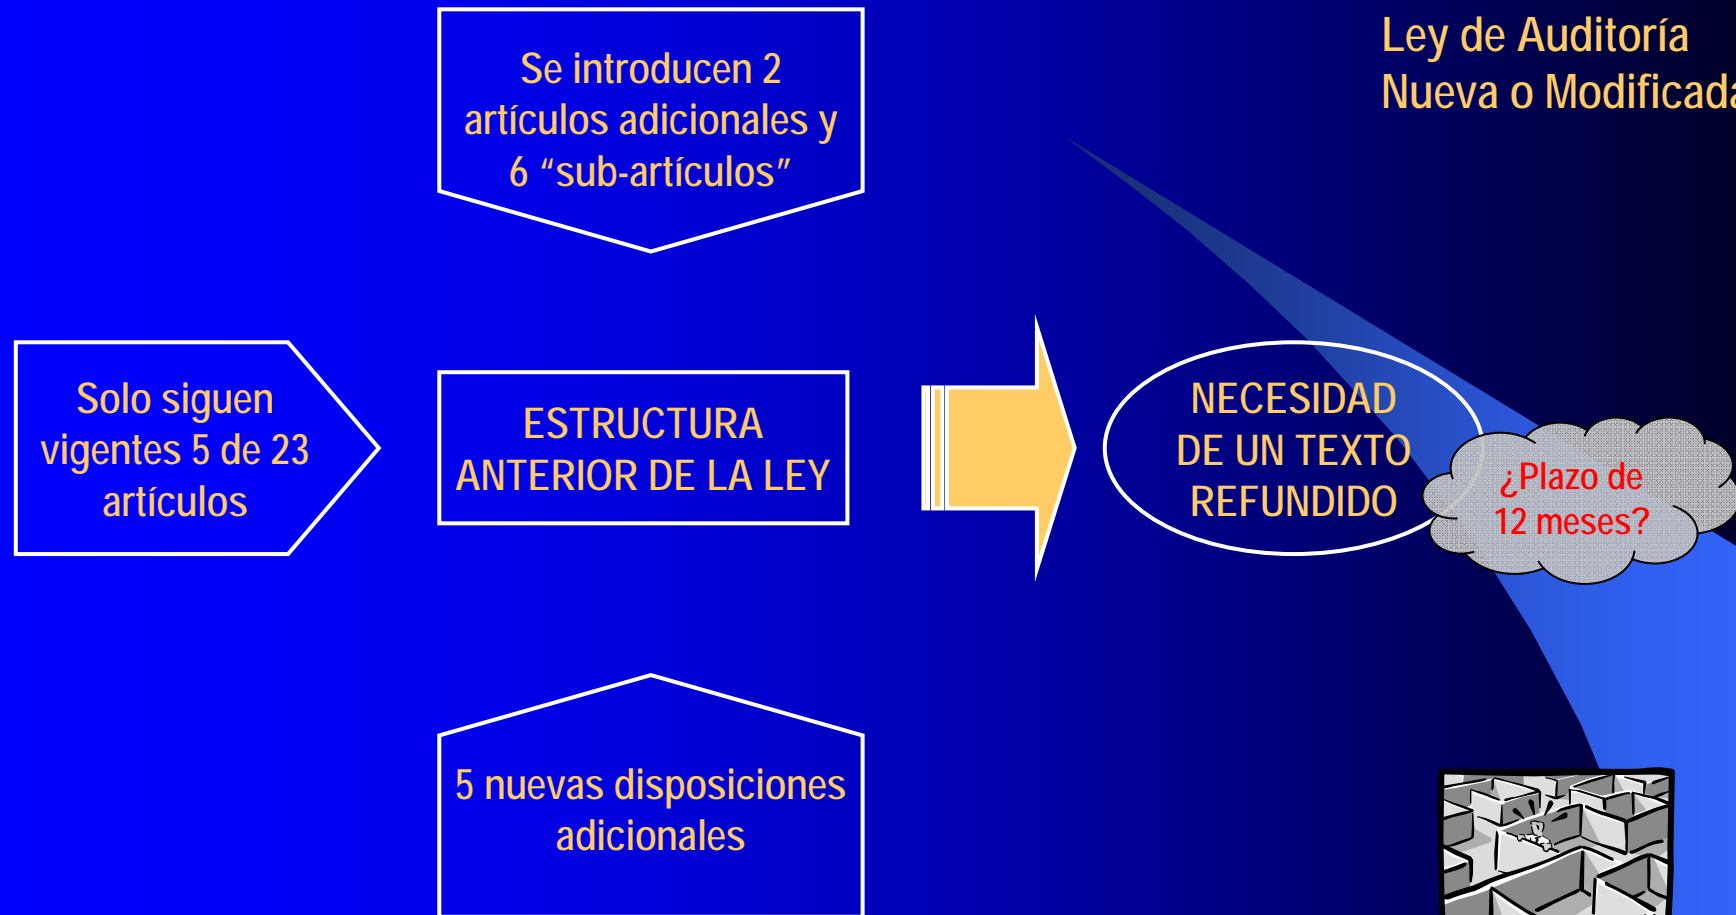 Ley de Auditoría
Nueva o Modificada
Se introducen 2
artículos adicionales y
6 “sub-artículos”
Solo siguen
vigentes 5 de 23
artículos
ESTRUCTURA
ANTERIOR DE LA LEY
NECESIDAD
DE UN TEXTO
REFUNDIDO
¿Plazo de
12 meses?
5 nuevas disposiciones
adicionales